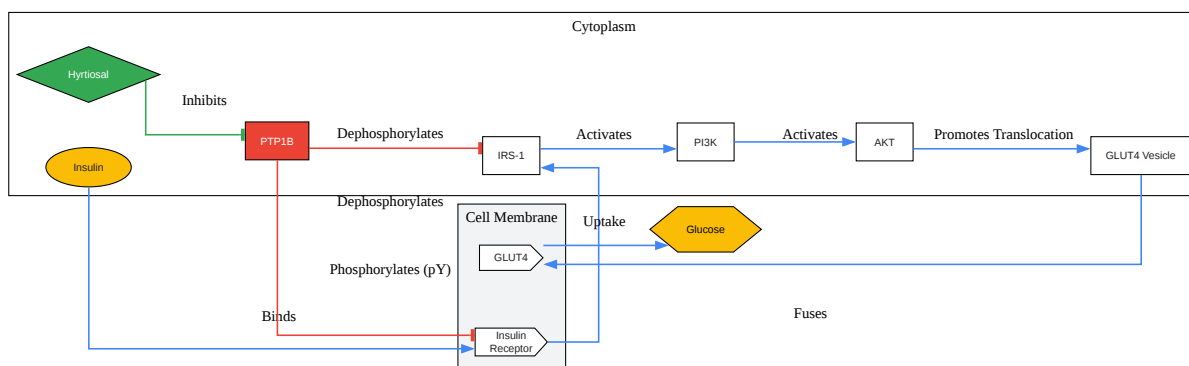 Cytoplasm
Hyrtiosal
Inhibits
PTP1B
Dephosphorylates
IRS-1
Activates
PI3K
Activates
AKT
Promotes Translocation
GLUT4 Vesicle
Insulin
Dephosphorylates
Cell Membrane
Uptake
Glucose
GLUT4
Phosphorylates (pY)
Binds
Fuses
Insulin
Receptor